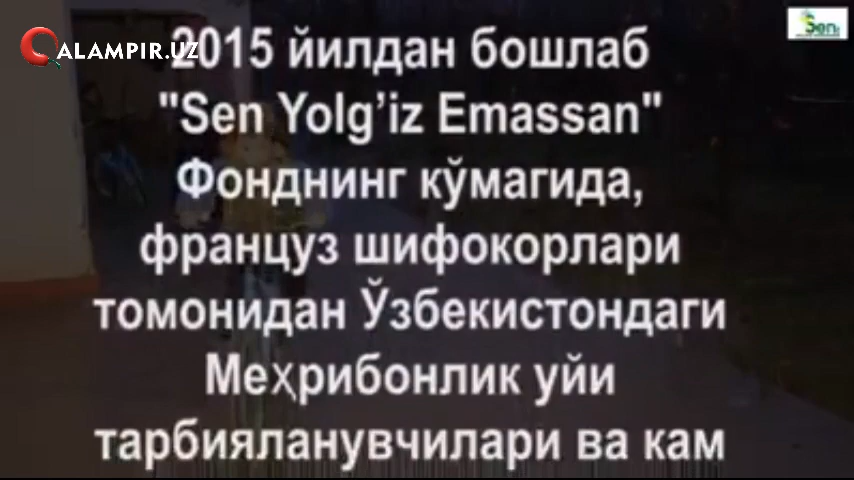 QALAMPIR.UZ
Sen
2015 йилдан бошлаб
"Sen Yolg’iz Emassan"
Фонднинг кўмагида,
француз шифокорлари
томонидан Ўзбекистондаги
Меҳрибонлик уйи
тарбияланувчилари ва кам